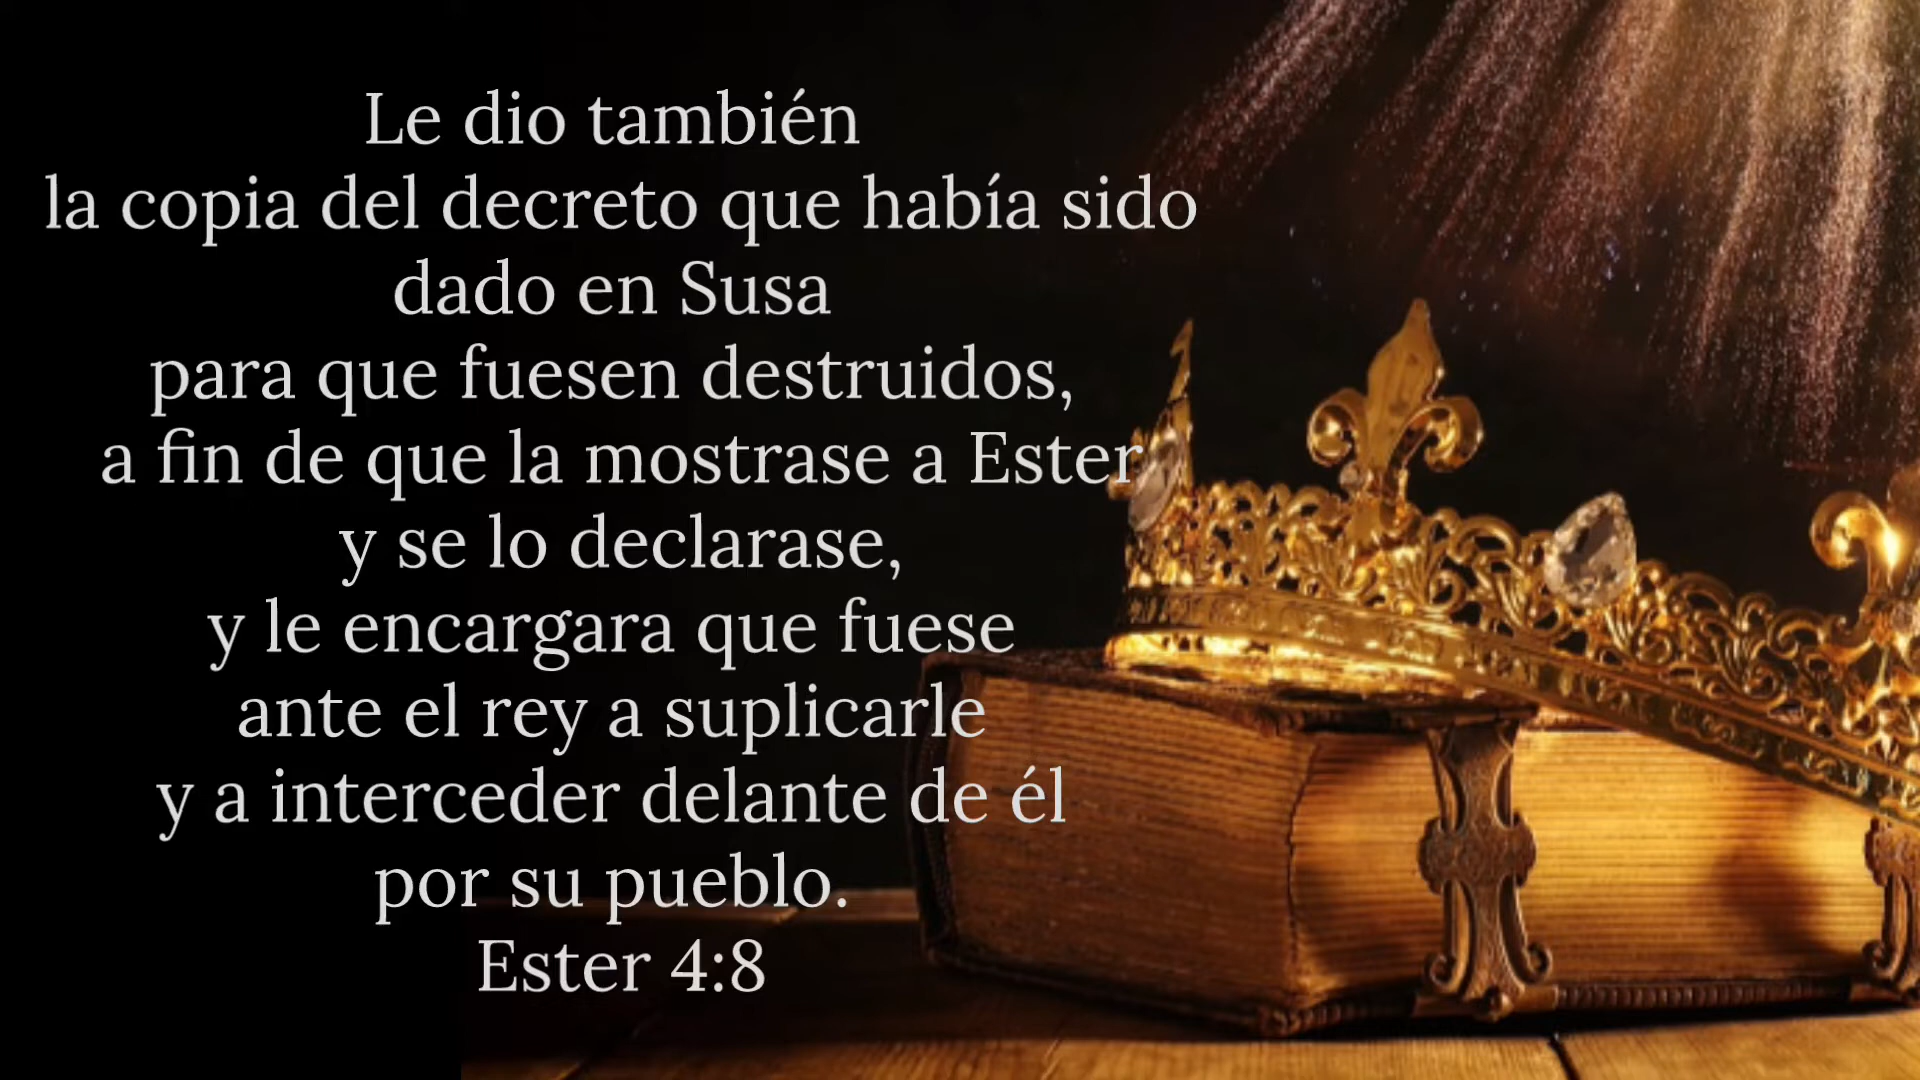 Le dio también
la copia del decreto que había sido
dado en Susa
para que fuesen destruidos,
a fin de que la mostrase a Ester
y se lo declarase,
y le encargara que fuese
ante el rey a suplicarle
y a interceder delante de él
por su pueblo.
Ester 4:8